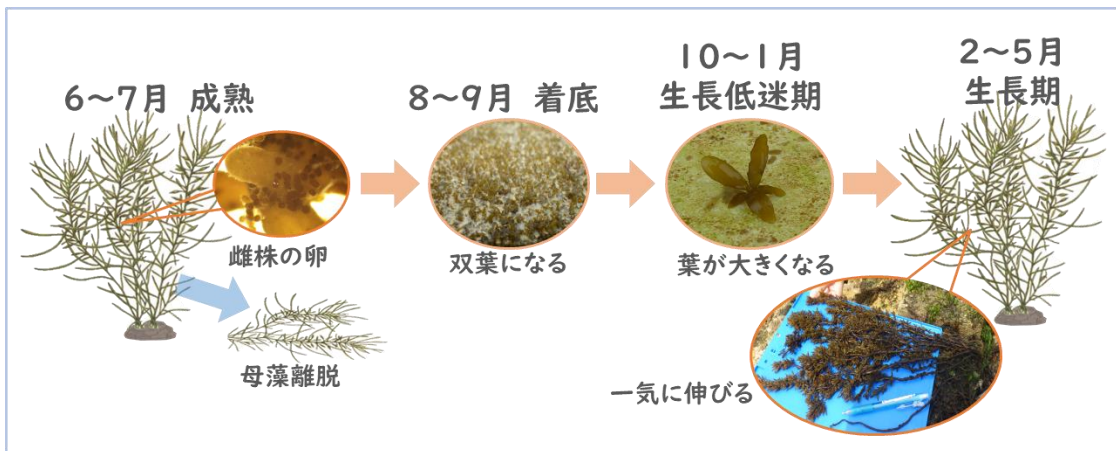 6～7月 成熟
雌株の卵
母藻離脱
8～9月 着底
双葉になる
10～1月
生長低迷期
葉が大きくなる
2～5月
生長期
一気に伸びる